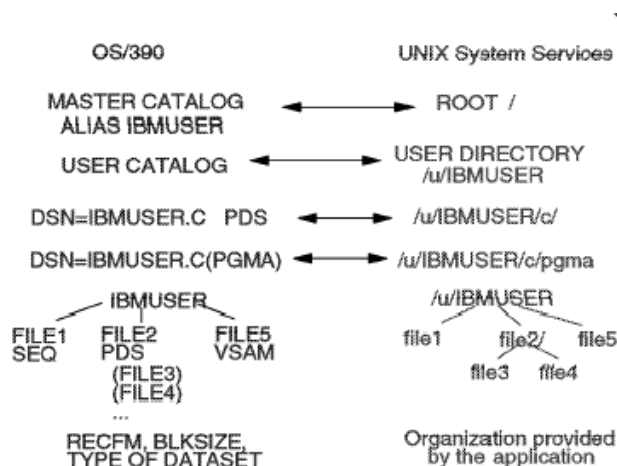 OS/390
UNIX System Services
MASTER CATALOG
ALIAS IBMUSER
ROOT /
USER CATALOG
USER DIRECTORY
/u/IBMUSER
DSN=IBMUSER.C PDS
/u/IBMUSER/c/
DSN=IBMUSER.C(PGMA)
/u/IBMUSER/c/pgma
IBMUSER
FILE1
SEQ
FILE2
PDS
(FILE3)
(FILE4)
...
FILE5
VSAM
RECFM, BLKSIZE,
TYPE OF DATASET
/u/IBMUSER
file1
file2/
file5
file3
file4
Organization provided
by the application